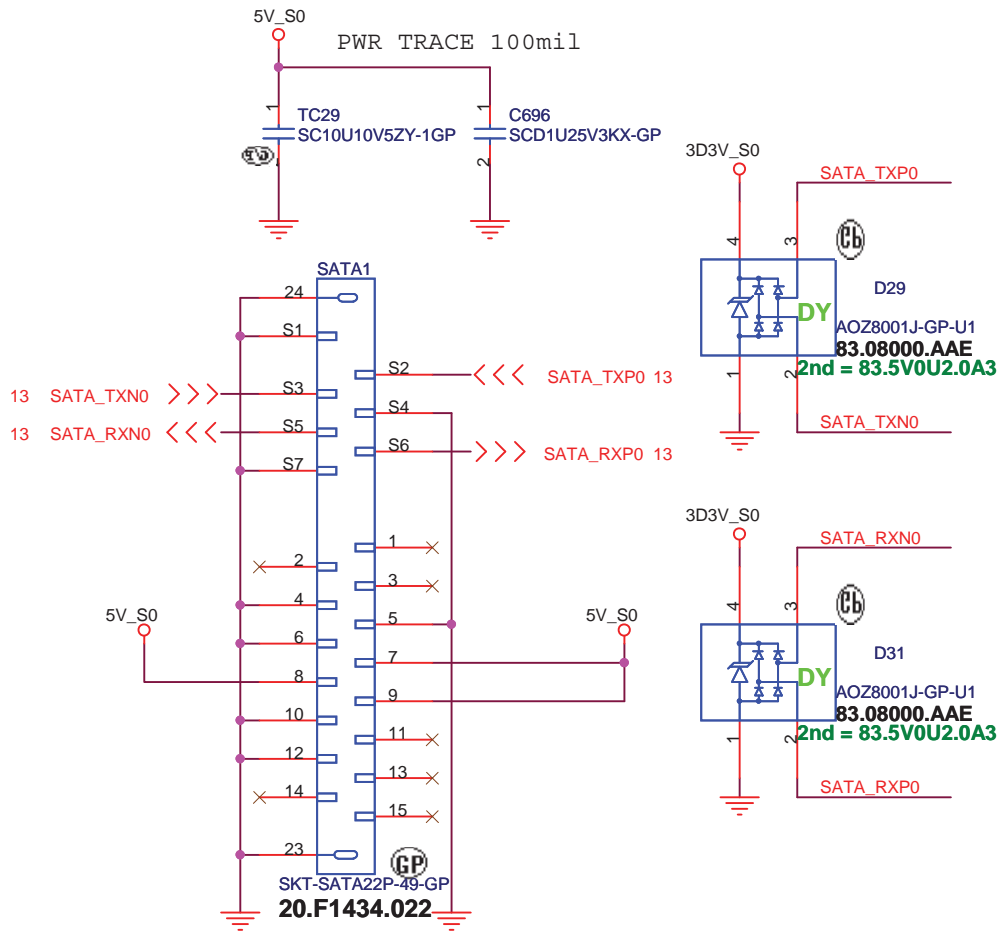 5V_S0
PWR TRACE 100mil
1
TC29
SC10U10V5ZY-1GP
1
2
C696
SCD1U25V3KX-GP
3D3V_S0
SATA_TXP0
4
3
D29
DY
AOZ8001J-GP-U1
83.08000.AAE
2nd = 83.5V0U2.0A3
1
2
SATA_TXN0
SATA1
24
S1
S2
SATA_TXP0 13
13 SATA_TXN0
S3
S4
13 SATA_RXN0
S5
S6
SATA_RXP0 13
S7
1
2
3
4
5
5V_S0
5V_S0
6
7
8
9
10
11
12
13
14
15
23
GP
SKT-SATA22P-49-GP
20.F1434.022
3D3V_S0
SATA_RXN0
4
3
D31
DY
AOZ8001J-GP-U1
83.08000.AAE
2nd = 83.5V0U2.0A3
1
2
SATA_RXP0